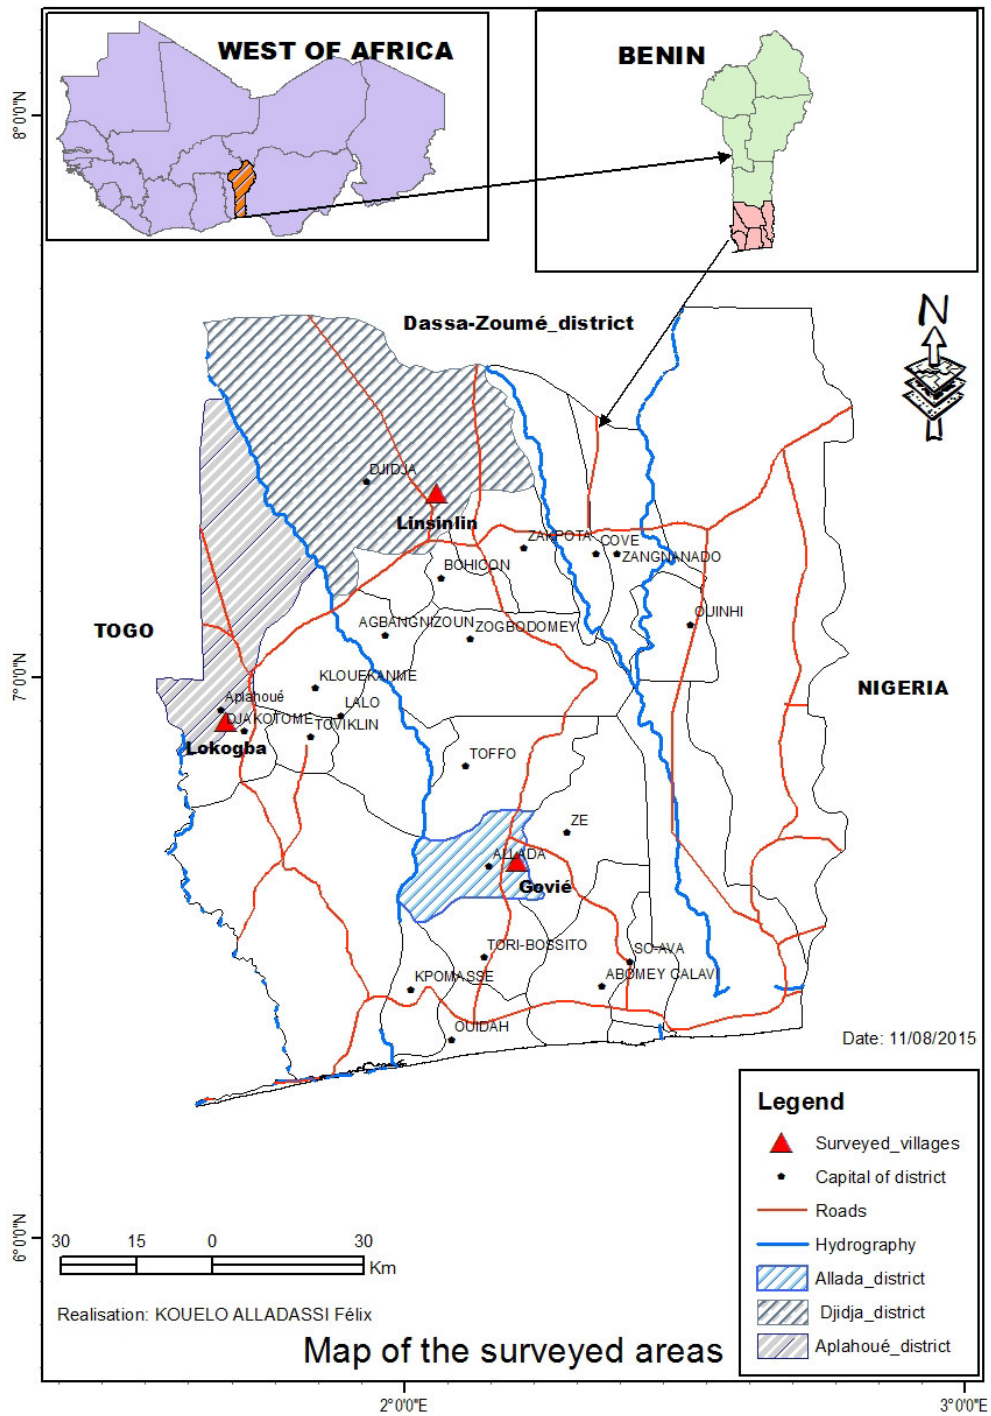 WEST OF AFRICA
BENIN
8°0'0"N
N
Dassa-Zoumé_district
DJIDJA
Linsinlin
ZAKPOTA
COVE
ZANGNANADO
BOHICON
OUINHI
AGBANGNIZOUN
ZOGBODOMEY
TOGO
7°0'0"N
KLOUEKANME
NIGERIA
Aplahoué
LALO
DJAKOTOME
TOVIKLIN
Lokogba
TOFFO
ZE
ALLADA
Govié
TORI-BOSSITO
SO-AVA
KPOMASSE
ABOMEY CALAVI
OUIDAH
Date: 11/08/2015
Legend
Surveyed_villages
Capital of district
Roads
Hydrography
Allada_district
Djidja_district
Aplahoué_district
6°0'0"N
30 15 0 30
Km
Realisation: KOUELO ALLADASSI Félix
Map of the surveyed areas
2°0'0"E
3°0'0"E